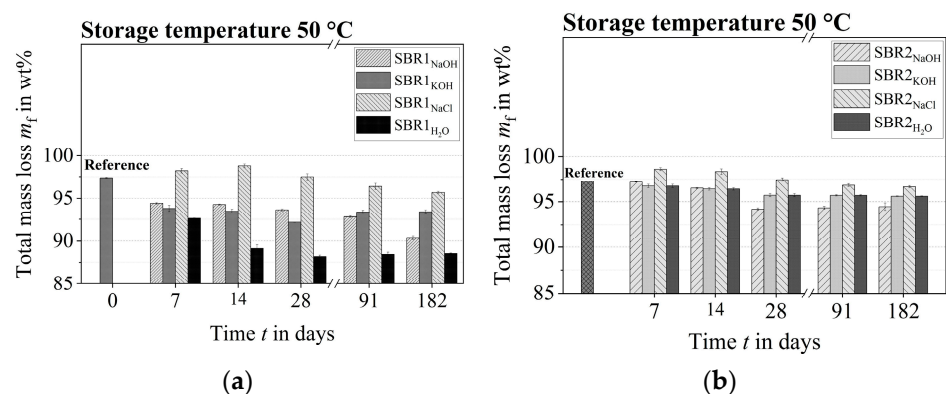 Storage temperature 50 °C
SBR1NaOH
SBR1KOH
SBR1NaCl
SBR1H2O
Total mass loss mf in wt%
100
95
90
85
Reference
0 7 14 28 91 182
Time t in days
(a)
Storage temperature 50 °C
SBR2NaOH
SBR2KOH
SBR2NaCl
SBR2H2O
Total mass loss mf in wt%
100
95
90
85
Reference
7 14 28 91 182
Time t in days
(b)